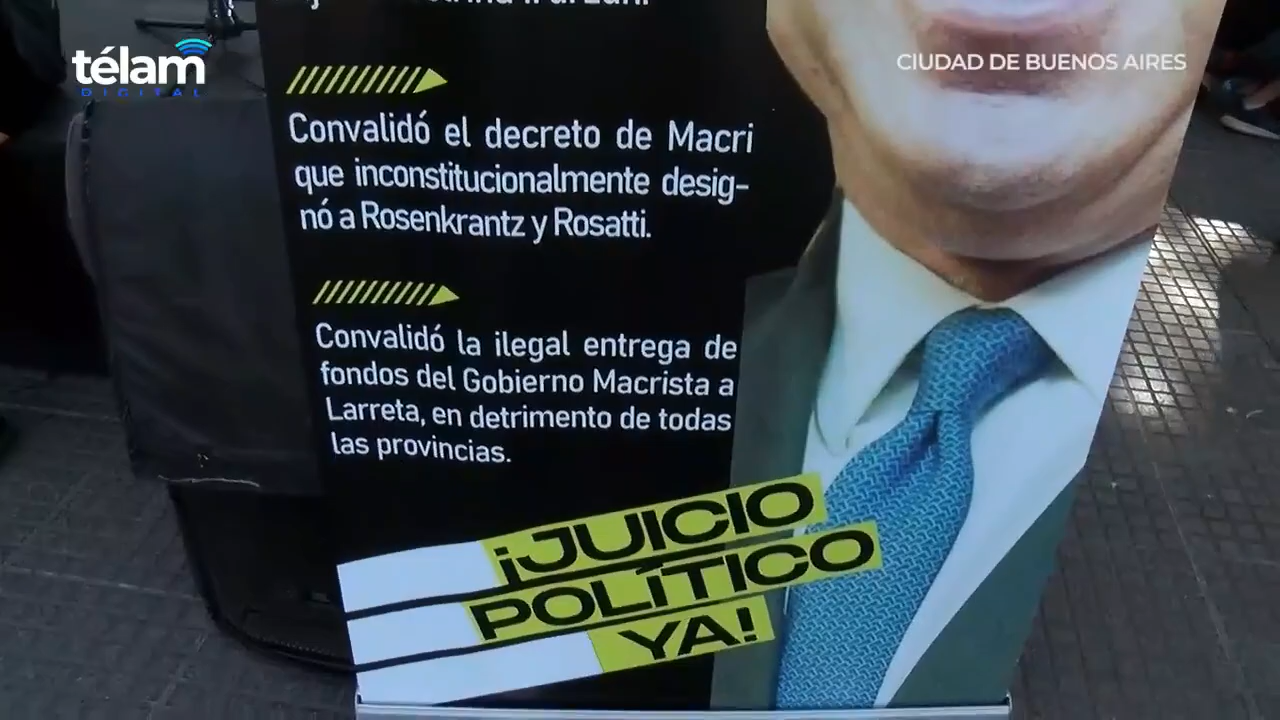 télam
DIGITAL
CIUDAD DE BUENOS AIRES
Convalidó el decreto de Macri
que inconstitucionalmente desig-
nó a Rosenkrantz y Rosatti.
Convalidó la ilegal entrega de
fondos del Gobierno Macrista a
Larreta, en detrimento de todas
las provincias.
¡JUICIO
POLÍTICO
YA!